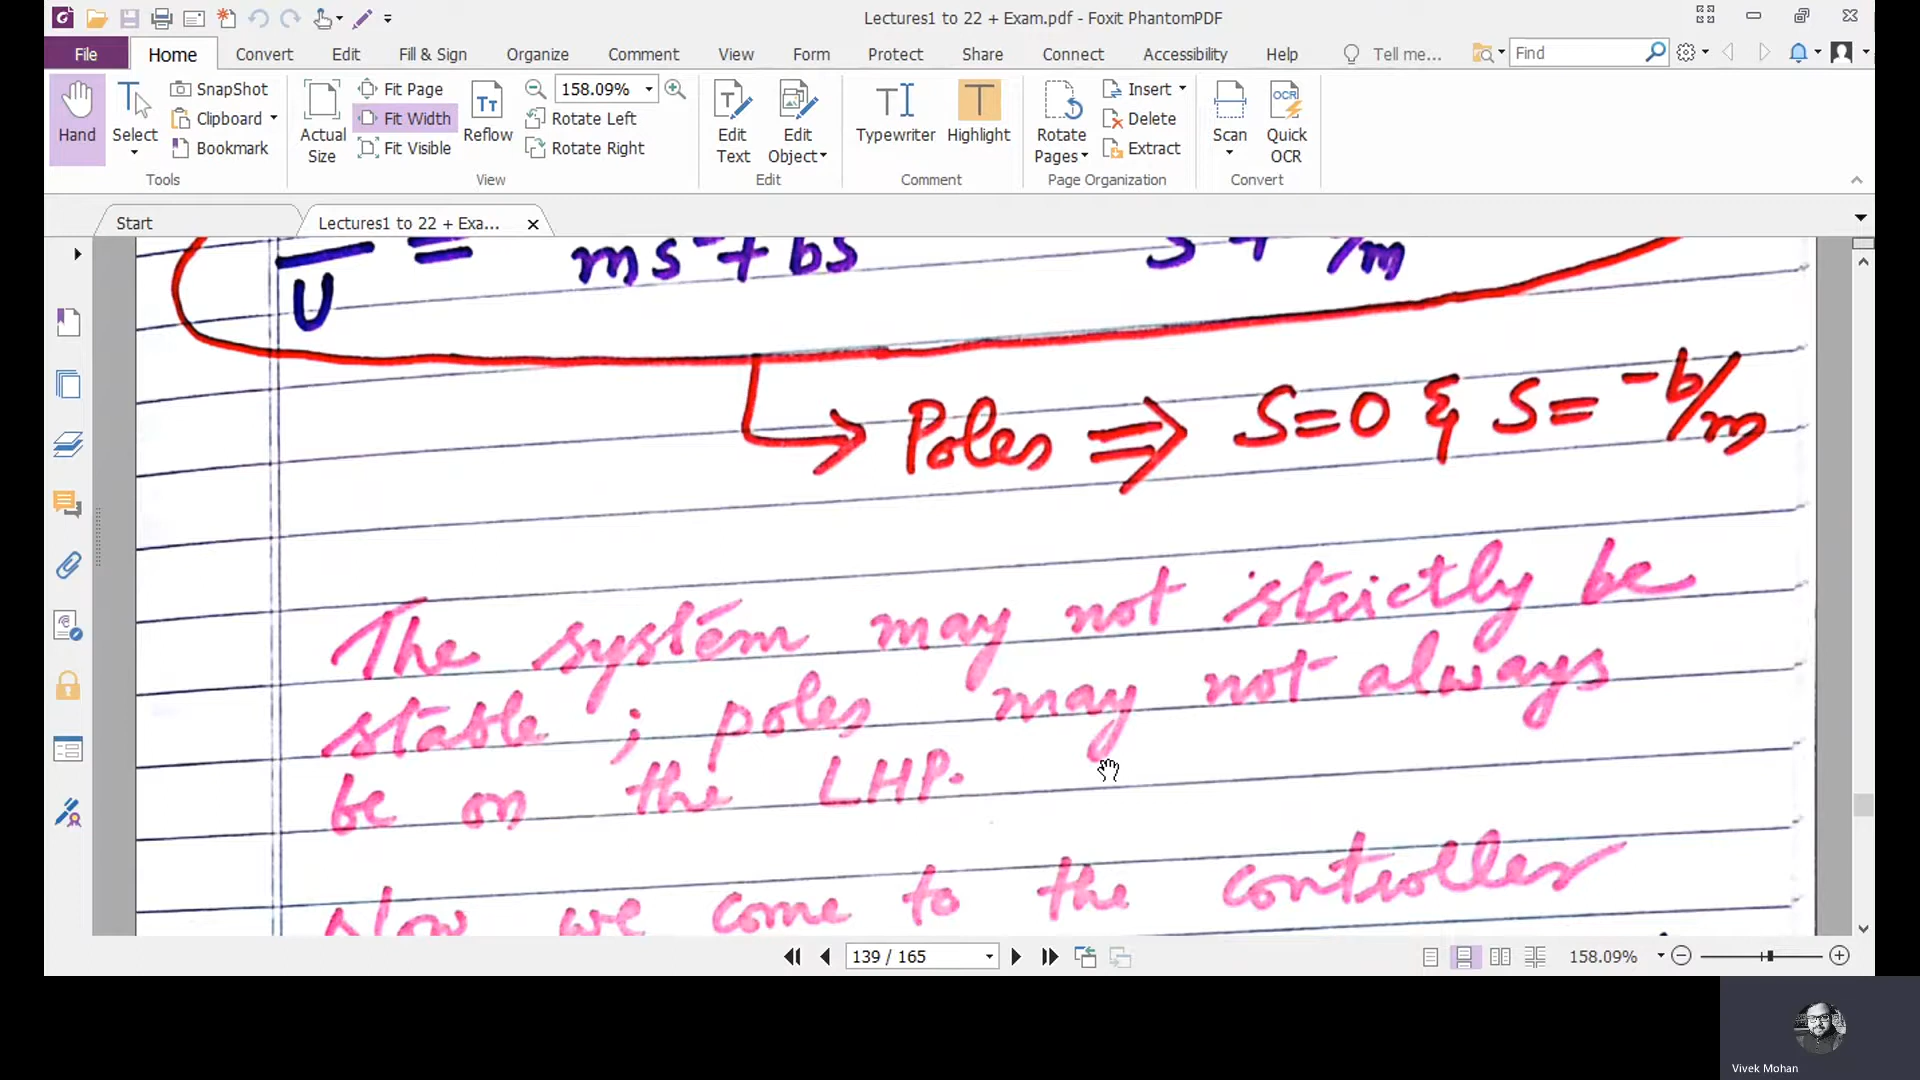 Lectures1 to 22 + Exam.pdf - Foxit PhantomPDF
File Home Convert Edit Fill & Sign Organize Comment View Form Protect Share Connect Accessibility Help Tell me... Find
SnapShot
Clipboard
Bookmark
Hand
Select
Tools
Actual Size
Fit Page
Fit Width
Fit Visible
Reflow
158.09%
Rotate Left
Rotate Right
View
Edit Text
Edit Object
Edit
Typewriter
Highlight
Comment
Rotate Pages
Insert
Delete
Extract
Page Organization
Scan
Quick OCR
Convert
Start
Lectures1 to 22 + Exa...
U = ms²+bs s + /m
Poles ⇒ S=0 & S= -b/m
The system may not strictly be
stable ; poles may not always
be on the LHP.
Now we come to the controller
139 / 165
158.09%
Vivek Mohan